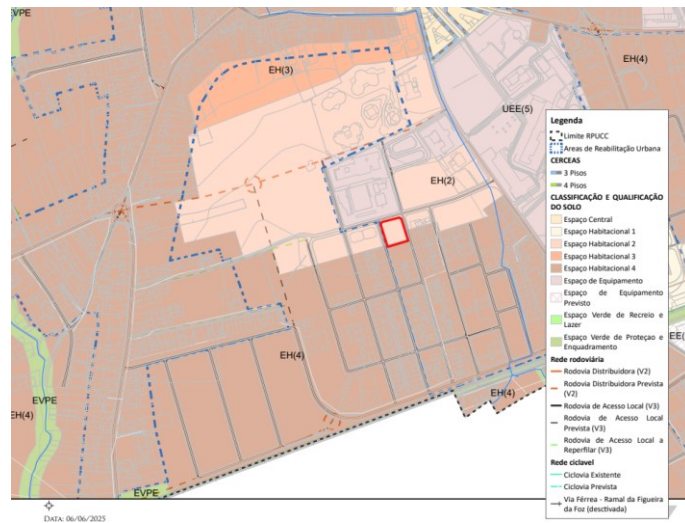 EVPE
EH(3)
EH(4)
UEE(5)
EH(2)
EH(4)
EVPE
EH(4)
EH(4)
EVPE
EE(
DATA: 06/06/2025
Legenda
Limite RPUCC
Areas de Reabilitação Urbana
CERCEAS
3 Pisos
4 Pisos
CLASSIFICAÇÃO E QUALIFICAÇÃO
DO SOLO
Espaço Central
Espaço Habitacional 1
Espaço Habitacional 2
Espaço Habitacional 3
Espaço Habitacional 4
Espaço de Equipamento
Espaço de Equipamento
Previsto
Espaço Verde de Recreio e
Lazer
Espaço Verde de Proteçao e
Enquadramento
Rede rodoviária
Rodovia Distribuidora (V2)
Rodovia Distribuidora Prevista
(V2)
Rodovia de Acesso Local (V3)
Rodovia de Acesso Local
Prevista (V3)
Rodovia de Acesso Local a
Reperfilar (V3)
Rede ciclavel
Ciclovia Existente
Ciclovia Prevista
Via Férrea - Ramal da Figueira
da Foz (desctivada)